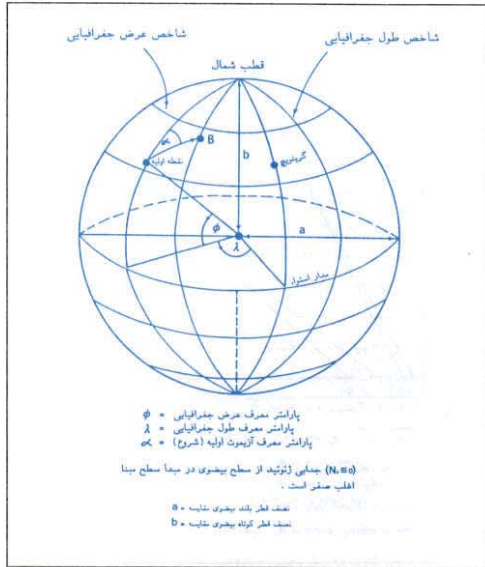 شاخص عرض جغرافیایی
شاخص طول جغرافیایی
قطب شمال
α
B
نقطه اولیه
گرینویچ
b
φ
a
λ
مدار استوا
φ = پارامتر معرف عرض جغرافیایی
λ = پارامتر معرف طول جغرافیایی
α = پارامتر معرف آزیموت اولیه (شروع)
(N, ≡0) جدایی ژئوئید از سطح بیضوی در مبدأ سطح مبنا
اغلب صفر است .
a = نصف قطر بلند بیضوی مقایسه
b = نصف قطر کوتاه بیضوی مقایسه